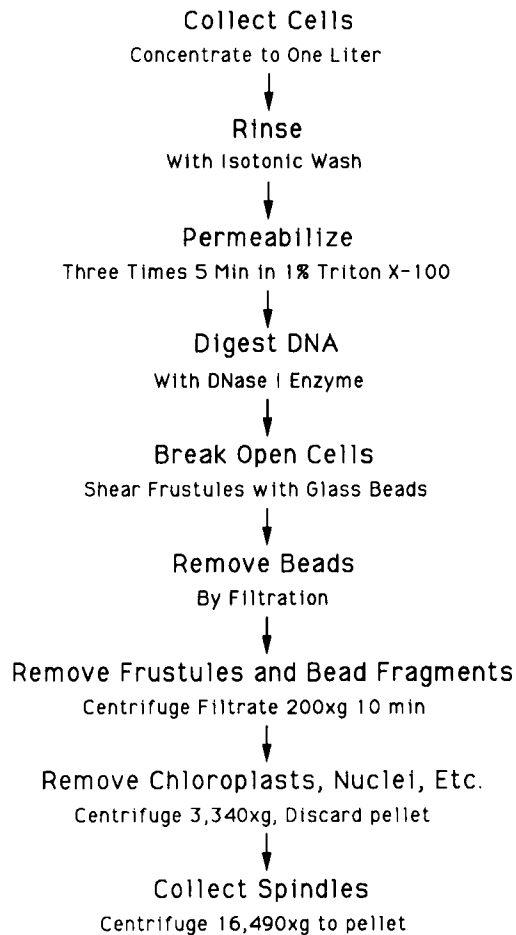 Collect Cells
Concentrate to One Liter
Rinse
With Isotonic Wash
Permeabilize
Three Times 5 Min in 1% Triton X-100
Digest DNA
With DNase I Enzyme
Break Open Cells
Shear Frustules with Glass Beads
Remove Beads
By Filtration
Remove Frustules and Bead Fragments
Centrifuge Filtrate 200xg 10 min
Remove Chloroplasts, Nuclei, Etc.
Centrifuge 3,340xg, Discard pellet
Collect Spindles
Centrifuge 16,490xg to pellet